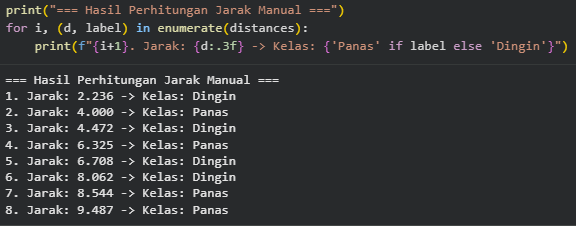 print("=== Hasil Perhitungan Jarak Manual ===")
for i, (d, label) in enumerate(distances):
    print(f"{i+1}. Jarak: {d:.3f} -> Kelas: {'Panas' if label else 'Dingin'}")
=== Hasil Perhitungan Jarak Manual ===
1. Jarak: 2.236 -> Kelas: Dingin
2. Jarak: 4.000 -> Kelas: Panas
3. Jarak: 4.472 -> Kelas: Dingin
4. Jarak: 6.325 -> Kelas: Panas
5. Jarak: 6.708 -> Kelas: Dingin
6. Jarak: 8.062 -> Kelas: Dingin
7. Jarak: 8.544 -> Kelas: Panas
8. Jarak: 9.487 -> Kelas: Panas